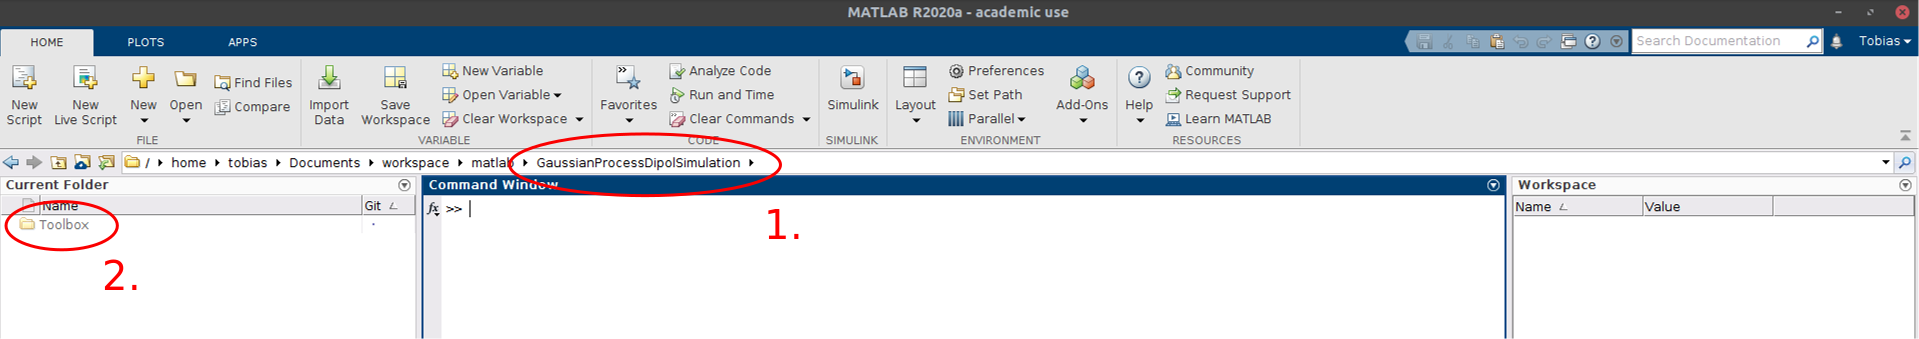 MATLAB R2020a - academic use
HOME PLOTS APPS
Search Documentation Tobias
New Script
New Live Script
New
Open
Find Files
Compare
FILE
Import Data
Save Workspace
New Variable
Open Variable
Clear Workspace
VARIABLE
Favorites
Analyze Code
Run and Time
Clear Commands
CODE
Simulink
SIMULINK
Layout
Preferences
Set Path
Parallel
Add-Ons
ENVIRONMENT
Help
Community
Request Support
Learn MATLAB
RESOURCES
/ home tobias Documents workspace matlab GaussianProcessDipolSimulation
Current Folder
Name Git
Toolbox
2.
Command Window
fx >>
1.
Workspace
Name Value